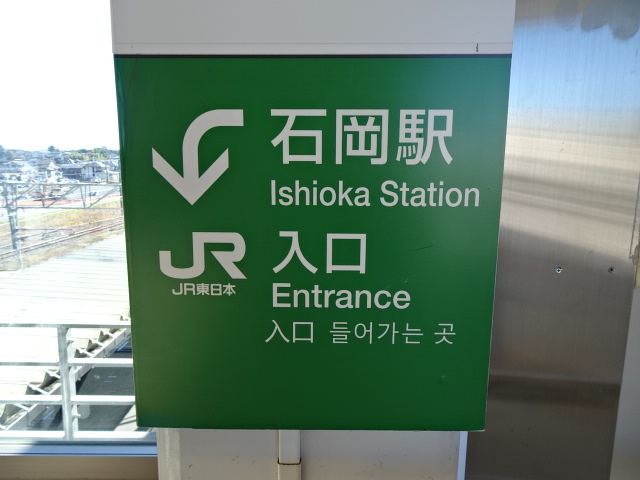 石岡駅
Ishioka Station
JR
JR東日本
入口
Entrance
入口 들어가는 곳